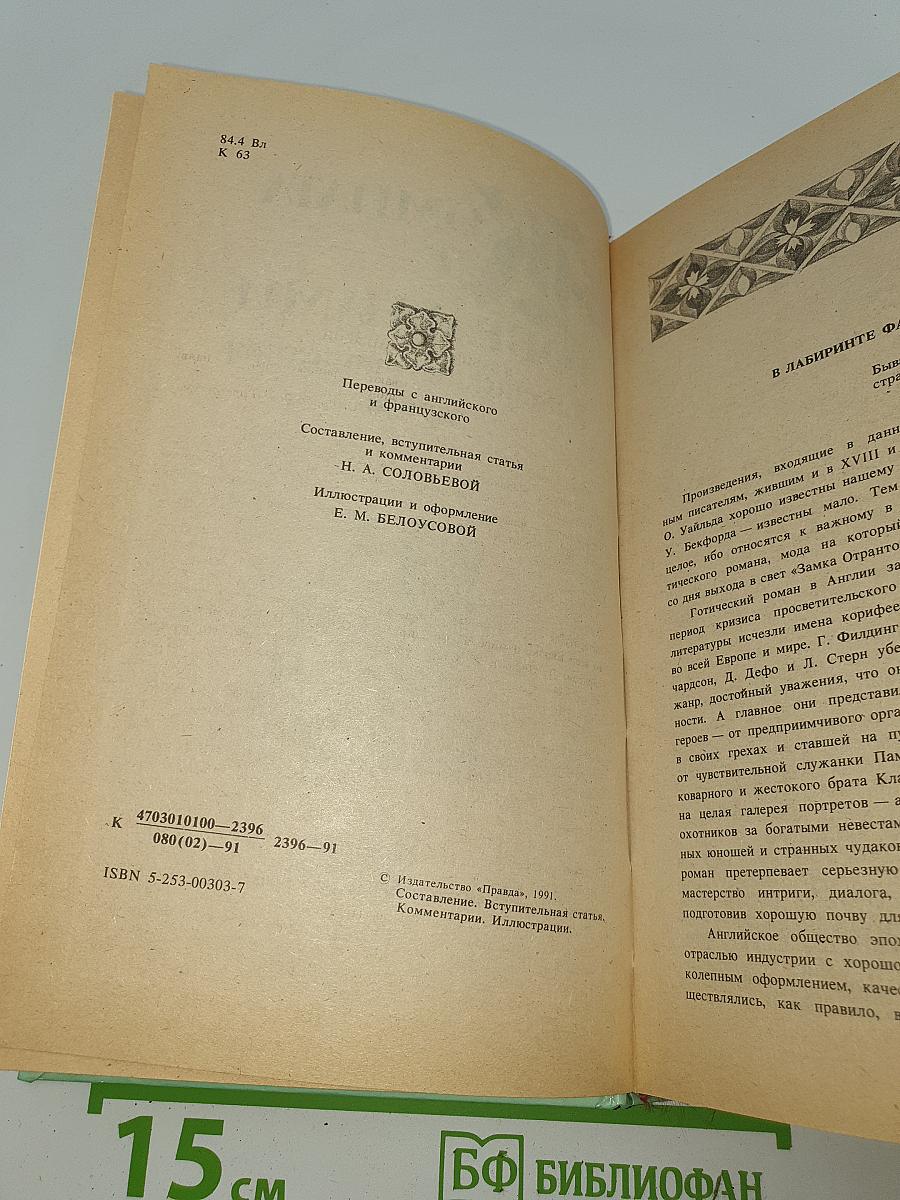 84.4 Вл
К 63
Переводы с английского
и французского
Составление, вступительная статья
и комментарии
Н. А. СОЛОВЬЕВОЙ
Иллюстрации и оформление
Е. М. БЕЛОУСОВОЙ
К 4703010100—2396
080(02)—91 2396—91
ISBN 5-253-00303-7
© Издательство «Правда», 1991.
Составление. Вступительная статья.
Комментарии. Иллюстрации.
В ЛАБИРИНТЕ ФА
Быв
стра
Произведения, входящие в данн
ным писателям, жившим и в XVIII и
О. Уайльда хорошо известны нашему
У. Бекфорда — известны мало. Тем
целое, ибо относятся к важному в
тического романа, мода на который
со дня выхода в свет «Замка Отранто
Готический роман в Англии за
период кризиса просветительского
литературы исчезли имена корифее
во всей Европе и мире. Г. Филдинг
чардсон, Д. Дефо и Л. Стерн убе
жанр, достойный уважения, что он
ности. А главное они представил
героев — от предприимчивого орга
в своих грехах и ставшей на пу
от чувствительной служанки Пам
коварного и жестокого брата Кла
на целая галерея портретов — а
охотников за богатыми невестам
ных юношей и странных чудаков
роман претерпевает серьезную
мастерство интриги, диалога,
подготовив хорошую почву для
Английское общество эпох
отраслью индустрии с хорошо
колепным оформлением, каче
ществлялись, как правило, в
15 см
БФ БИБЛИОФАН